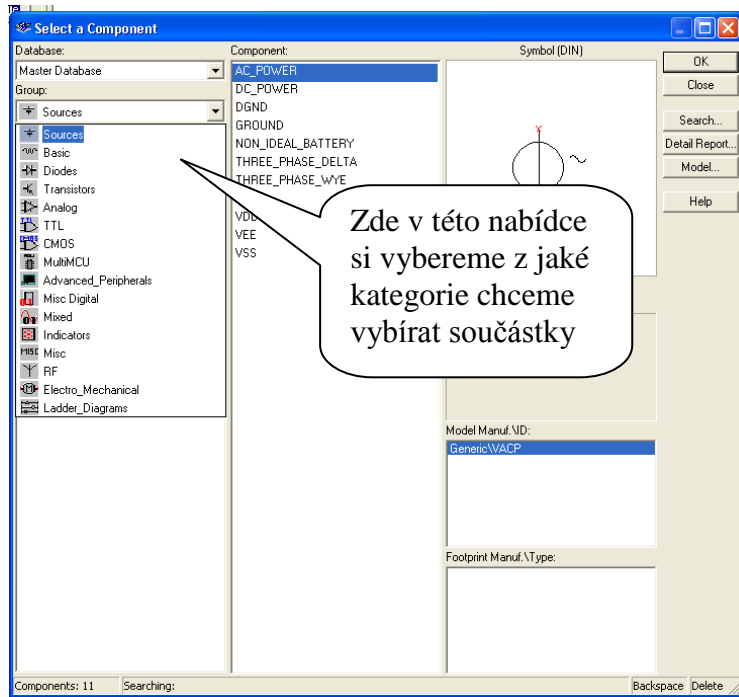 Select a Component
Database:
Master Database
Group:
Sources
Sources
Basic
Diodes
Transistors
Analog
TTL
TTL
CMOS
CMOS
MultiMCU
Advanced_Peripherals
Misc Digital
Mixed
Indicators
MISC Misc
RF
Electro_Mechanical
Ladder_Diagrams
Component:
AC_POWER
DC_POWER
DGND
GROUND
NON_IDEAL_BATTERY
THREE_PHASE_DELTA
THREE_PHASE_WYE
VDD
VEE
VSS
Symbol (DIN)
Zde v této nabídce
si vybereme z jaké
kategorie chceme
vybírat součástky
Model Manuf.\ID:
Generic\VACP
Footprint Manuf.\Type:
OK
Close
Search...
Detail Report...
Model...
Help
Components: 11
Searching:
Backspace
Delete